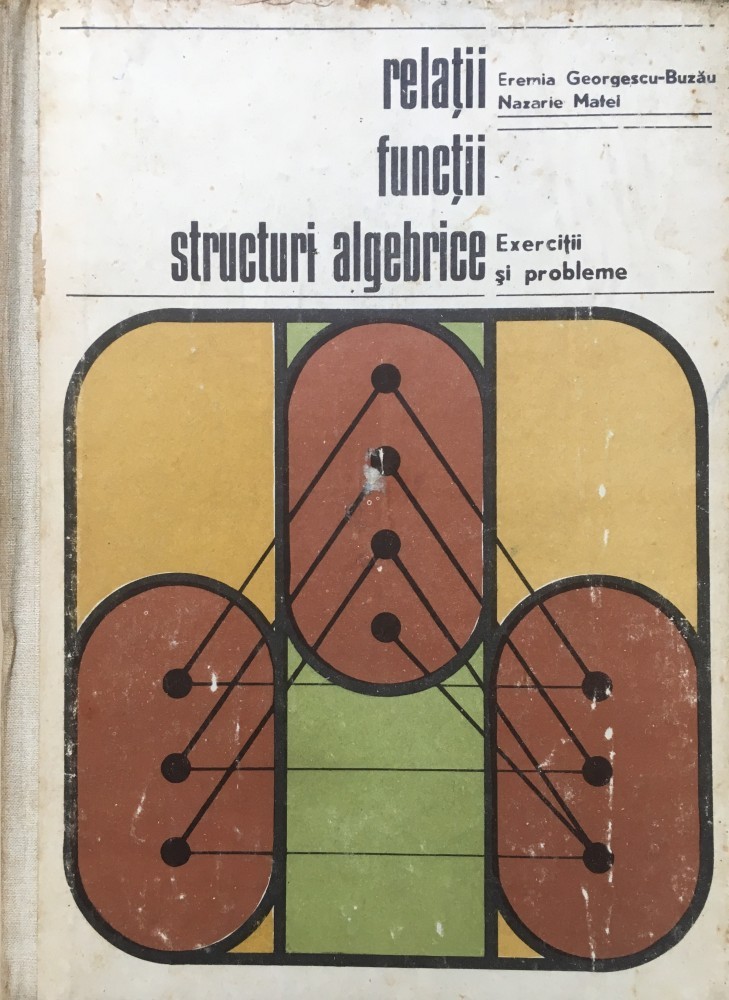 relații
funcții
structuri algebrice
Eremia Georgescu-Buzău
Nazarie Matei
Exerciții
și probleme